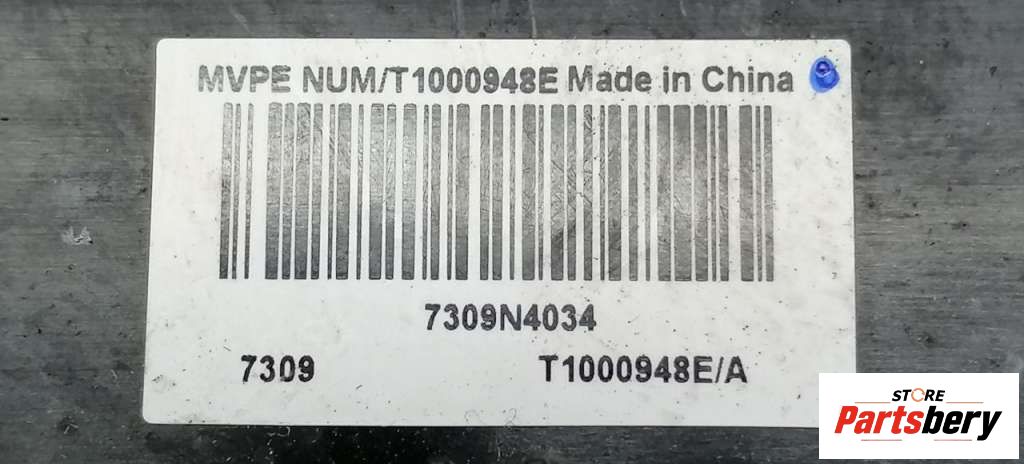 MVPE NUM/T1000948E Made in China
7309N4034
7309 T1000948E/A
STORE
Partsbery